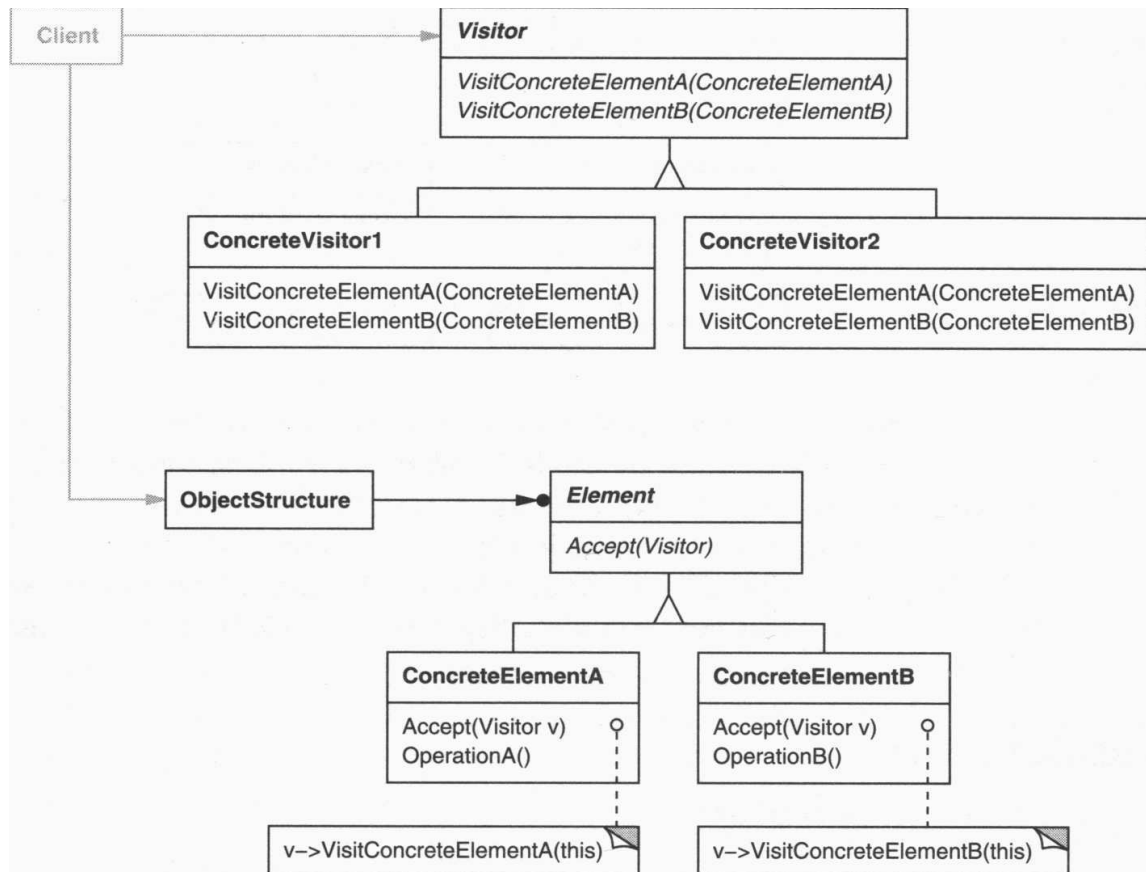 Client
Visitor
VisitConcreteElementA(ConcreteElementA)
VisitConcreteElementB(ConcreteElementB)
ConcreteVisitor1
VisitConcreteElementA(ConcreteElementA)
VisitConcreteElementB(ConcreteElementB)
ConcreteVisitor2
VisitConcreteElementA(ConcreteElementA)
VisitConcreteElementB(ConcreteElementB)
ObjectStructure
Element
Accept(Visitor)
ConcreteElementA
Accept(Visitor v)
OperationA()
ConcreteElementB
Accept(Visitor v)
OperationB()
v–>VisitConcreteElementA(this)
v–>VisitConcreteElementB(this)